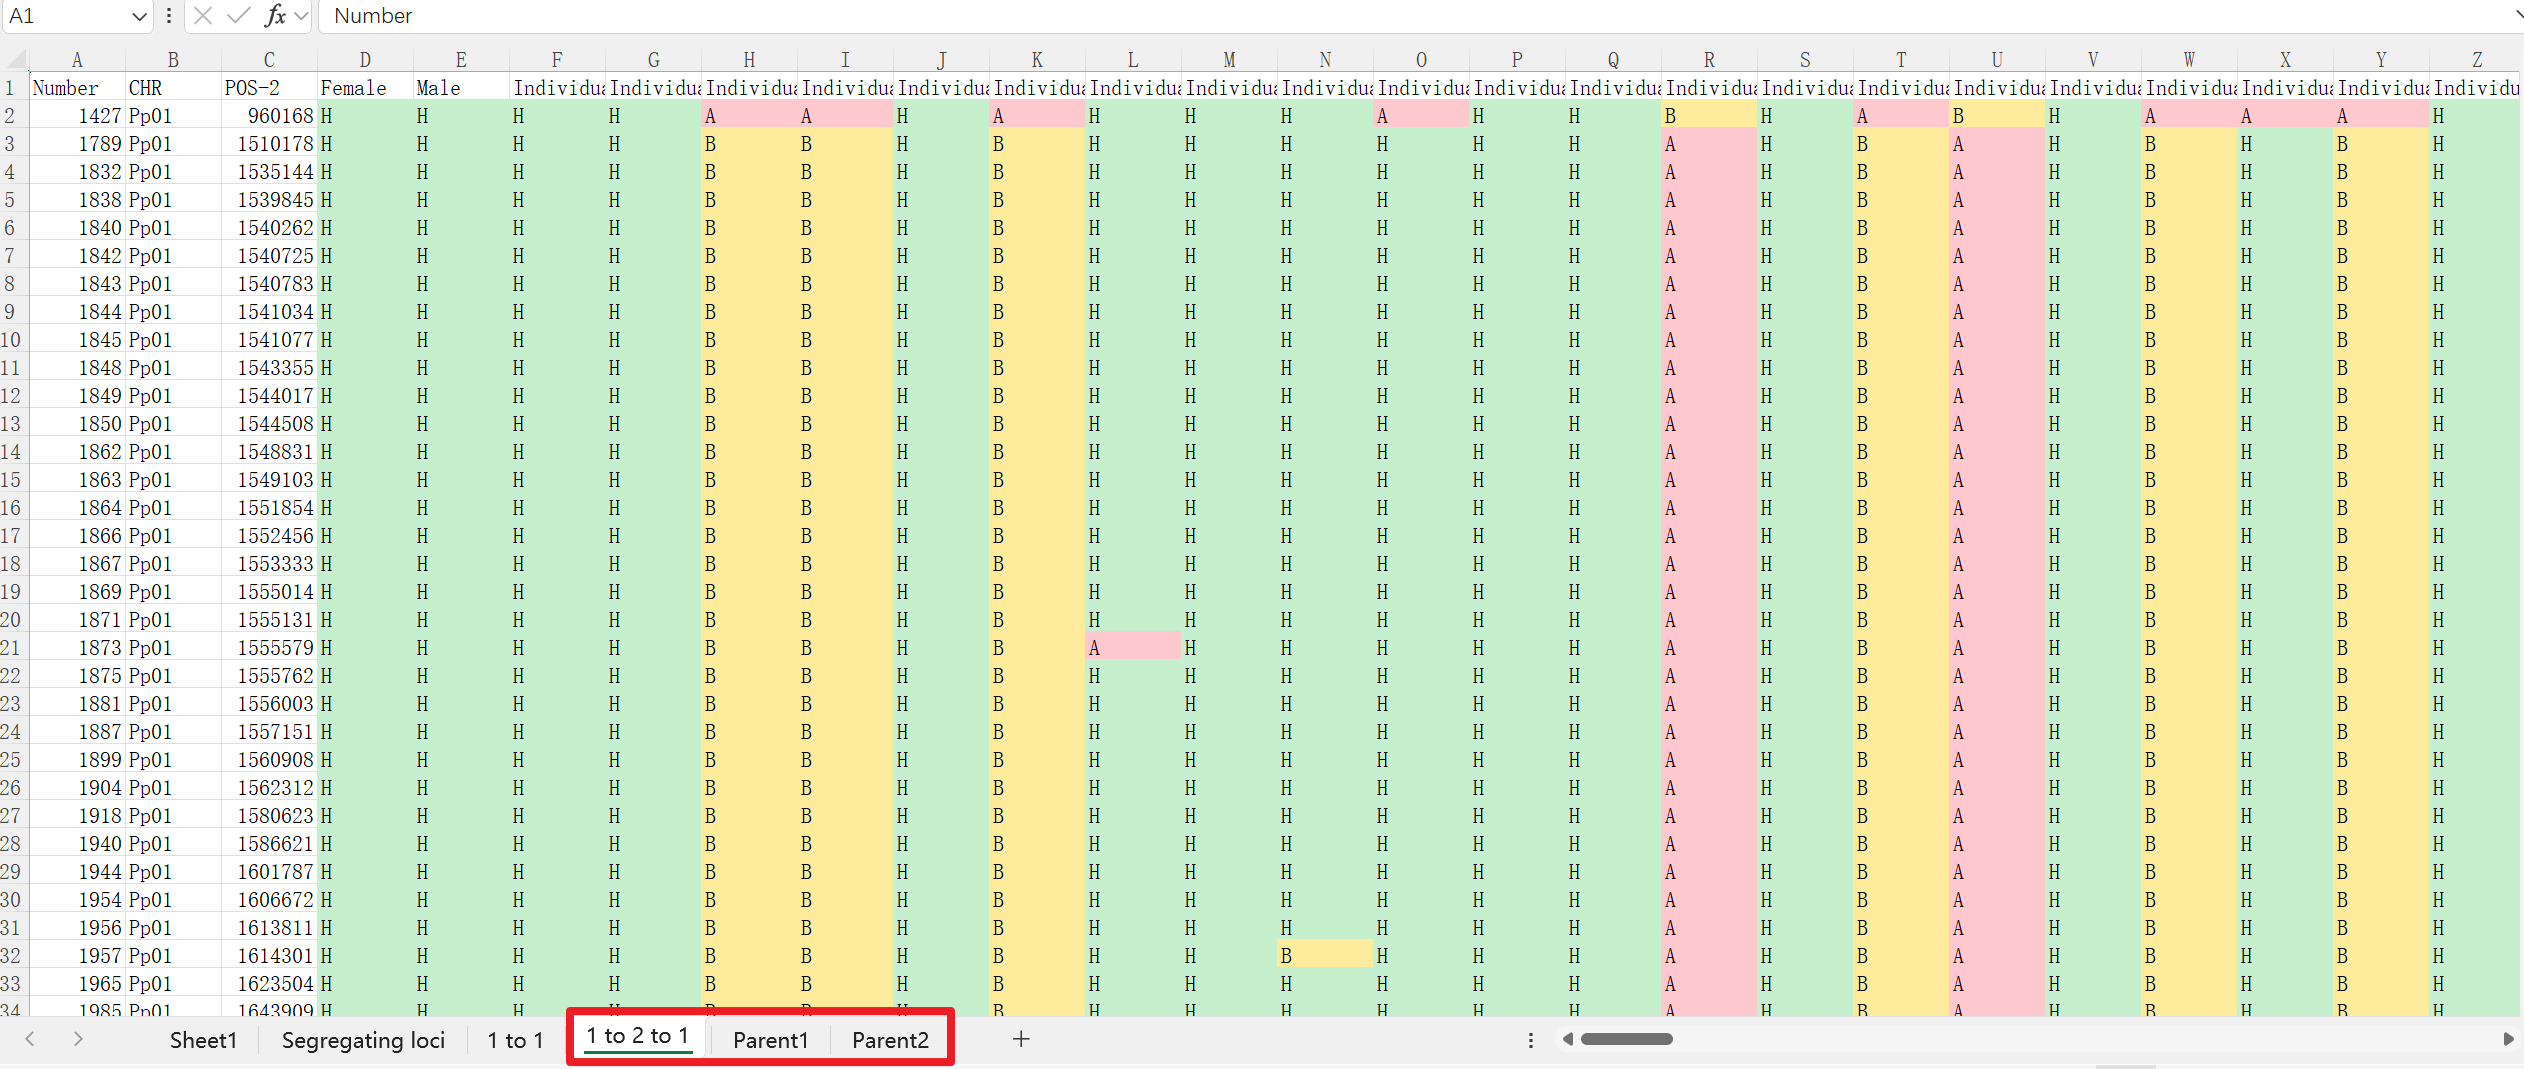 A1 fx Number
A B C D E F G H I J K L M N O P Q R S T U V W X Y Z
1 Number CHR POS-2 Female Male Individua Individua Individua Individua Individua Individua Individua Individua Individua Individua Individua Individua Individua Individua Individua Individua Individua Individua Individua Individua Individu
2 1427 Pp01 960168 H H H H A A H A H H H A H H B H A B H A A A H
3 1789 Pp01 1510178 H H H H B B H B H H H H H H A H B A H B H B H
4 1832 Pp01 1535144 H H H H B B H B H H H H H H A H B A H B H B H
5 1838 Pp01 1539845 H H H H B B H B H H H H H H A H B A H B H B H
6 1840 Pp01 1540262 H H H H B B H B H H H H H H A H B A H B H B H
7 1842 Pp01 1540725 H H H H B B H B H H H H H H A H B A H B H B H
8 1843 Pp01 1540783 H H H H B B H B H H H H H H A H B A H B H B H
9 1844 Pp01 1541034 H H H H B B H B H H H H H H A H B A H B H B H
10 1845 Pp01 1541077 H H H H B B H B H H H H H H A H B A H B H B H
11 1848 Pp01 1543355 H H H H B B H B H H H H H H A H B A H B H B H
12 1849 Pp01 1544017 H H H H B B H B H H H H H H A H B A H B H B H
13 1850 Pp01 1544508 H H H H B B H B H H H H H H A H B A H B H B H
14 1862 Pp01 1548831 H H H H B B H B H H H H H H A H B A H B H B H
15 1863 Pp01 1549103 H H H H B B H B H H H H H H A H B A H B H B H
16 1864 Pp01 1551854 H H H H B B H B H H H H H H A H B A H B H B H
17 1866 Pp01 1552456 H H H H B B H B H H H H H H A H B A H B H B H
18 1867 Pp01 1553333 H H H H B B H B H H H H H H A H B A H B H B H
19 1869 Pp01 1555014 H H H H B B H B H H H H H H A H B A H B H B H
20 1871 Pp01 1555131 H H H H B B H B H H H H H H A H B A H B H B H
21 1873 Pp01 1555579 H H H H B B H B A H H H H H A H B A H B H B H
22 1875 Pp01 1555762 H H H H B B H B H H H H H H A H B A H B H B H
23 1881 Pp01 1556003 H H H H B B H B H H H H H H A H B A H B H B H
24 1887 Pp01 1557151 H H H H B B H B H H H H H H A H B A H B H B H
25 1899 Pp01 1560908 H H H H B B H B H H H H H H A H B A H B H B H
26 1904 Pp01 1562312 H H H H B B H B H H H H H H A H B A H B H B H
27 1918 Pp01 1580623 H H H H B B H B H H H H H H A H B A H B H B H
28 1940 Pp01 1586621 H H H H B B H B H H H H H H A H B A H B H B H
29 1944 Pp01 1601787 H H H H B B H B H H H H H H A H B A H B H B H
30 1954 Pp01 1606672 H H H H B B H B H H H H H H A H B A H B H B H
31 1956 Pp01 1613811 H H H H B B H B H H H H H H A H B A H B H B H
32 1957 Pp01 1614301 H H H H B B H B H H B H H H A H B A H B H B H
33 1965 Pp01 1623504 H H H H B B H B H H H H H H A H B A H B H B H
34 1985 Pp01 1643909 H H H H B B H B H H H H H H A H B A H B H B H
Sheet1 Segregating loci 1 to 1 1 to 2 to 1 Parent1 Parent2 +